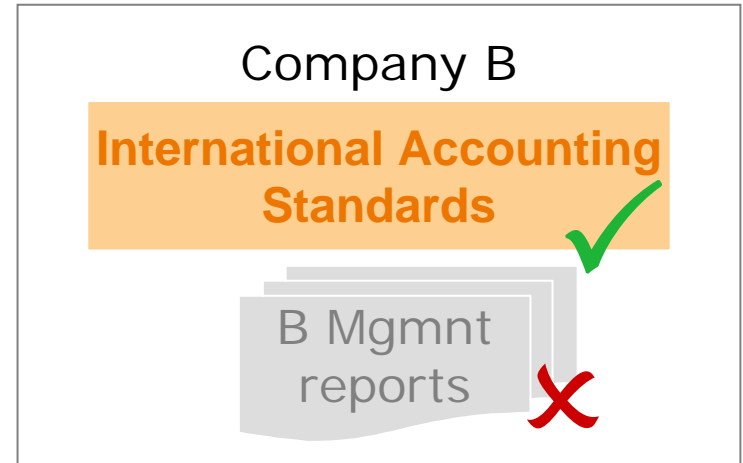 Company B
International Accounting
Standards
B Mgmnt
reports